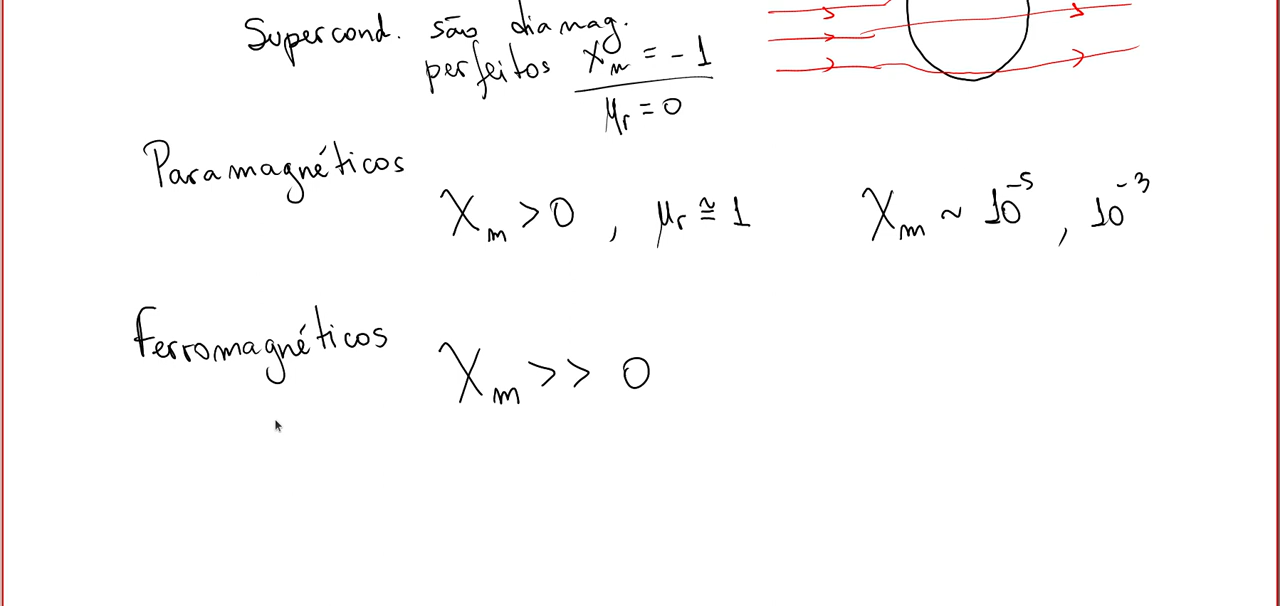 Supercond. são diamag.
perfeitos χm = -1
μr = 0
Paramagnéticos
χm > 0 , μr ≅ 1 χm ~ 10^-5 , 10^-3
Ferromagnéticos χm >> 0